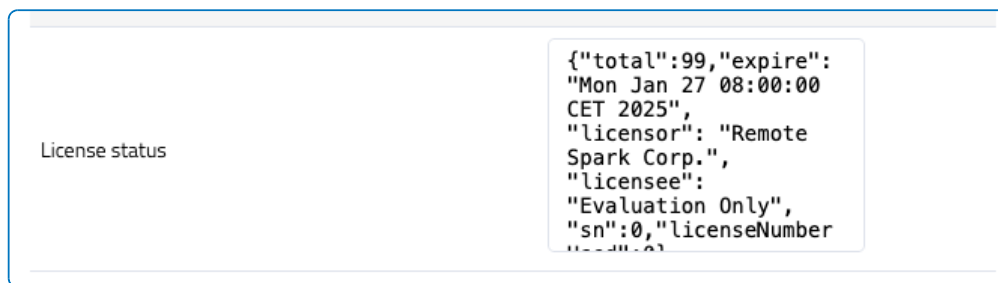 License status
{"total":99,"expire":
"Mon Jan 27 08:00:00
CET 2025",
"licensor": "Remote
Spark Corp.",
"licensee":
"Evaluation Only",
"sn":0,"licenseNumber